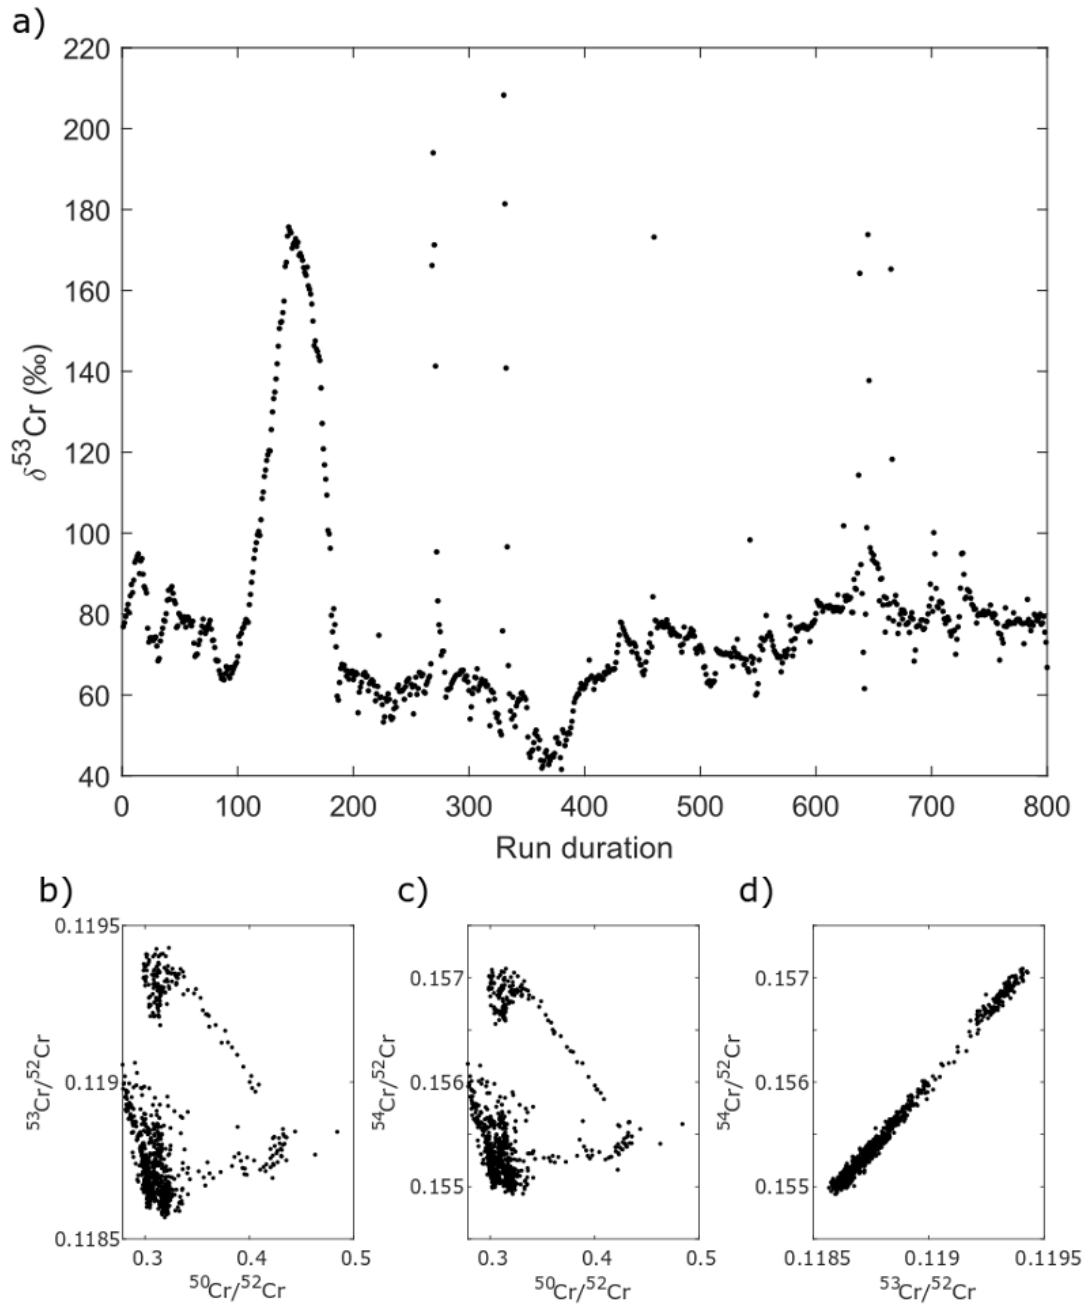 a)
220
200
180
160
140
120
100
80
60
40
δ⁵³Cr (‰)
0 100 200 300 400 500 600 700 800
Run duration
b)
0.1195
0.119
0.1185
⁵³Cr/⁵²Cr
0.3 0.4 0.5
⁵⁰Cr/⁵²Cr
c)
0.157
0.156
0.155
⁵⁴Cr/⁵²Cr
0.3 0.4 0.5
⁵⁰Cr/⁵²Cr
d)
0.157
0.156
0.155
⁵⁴Cr/⁵²Cr
0.1185 0.119 0.1195
⁵³Cr/⁵²Cr